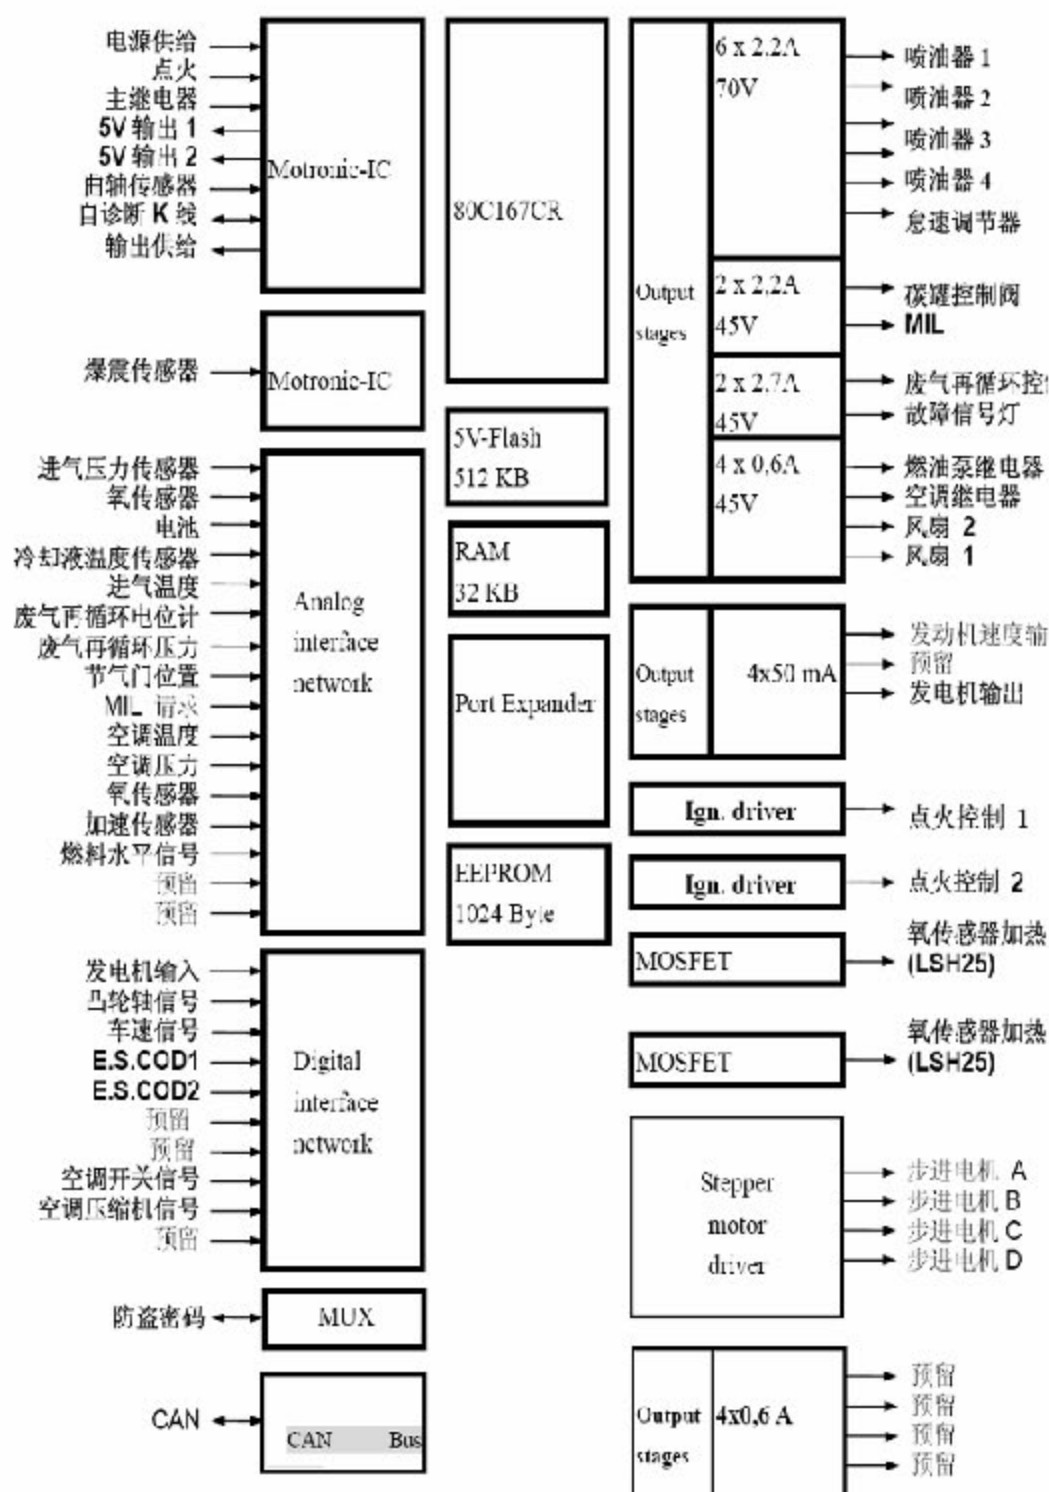 电源供给
点火
主继电器
5V 输出 1
5V 输出 2
曲轴传感器
自诊断 K 线
输出供给
Motronic-IC
爆震传感器
Motronic-IC
进气压力传感器
氧传感器
电池
冷却液温度传感器
进气温度
废气再循环电位计
废气再循环压力
节气门位置
MIL 请求
空调温度
空调压力
氧传感器
加速传感器
燃料水平信号
预留
预留
Analog
interface
network
发电机输入
凸轮轴信号
车速信号
E.S.COD1
E.S.COD2
预留
预留
空调开关信号
空调压缩机信号
预留
Digital
interface
network
防盗密码
MUX
CAN
CAN Bus
80C167CR
5V-Flash
512 KB
RAM
32 KB
Port Expander
EEPROM
1024 Byte
Output
stages
6 x 2.2A
70V
喷油器 1
喷油器 2
喷油器 3
喷油器 4
怠速调节器
2 x 2,2A
45V
碳罐控制阀
MIL
2 x 2.7A
45V
废气再循环控
故障信号灯
4 x 0,6A
45V
燃油泵继电器
空调继电器
风扇 2
风扇 1
Output
stages
4x50 mA
发动机速度输
预留
发电机输出
Ign. driver
点火控制 1
Ign. driver
点火控制 2
MOSFET
氧传感器加热
(LSH25)
MOSFET
氧传感器加热
(LSH25)
Stepper
motor
driver
步进电机 A
步进电机 B
步进电机 C
步进电机 D
Output
stages
4x0,6 A
预留
预留
预留
预留